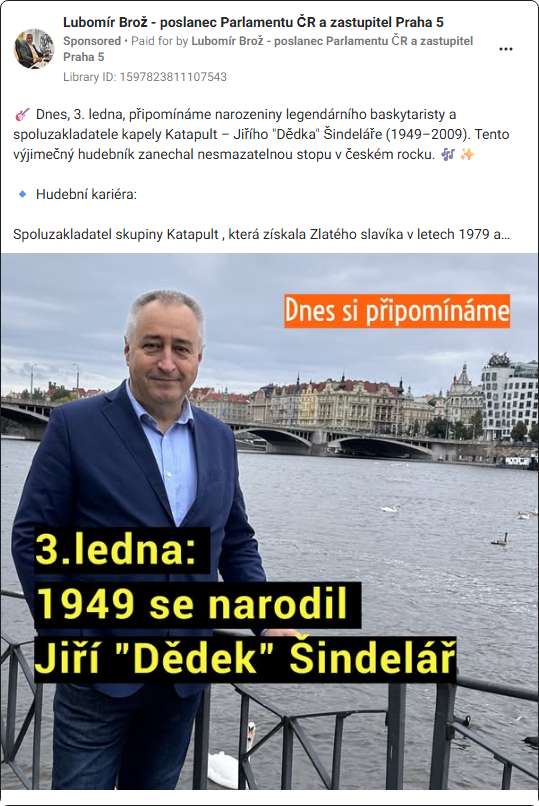 Lubomír Brož - poslanec Parlamentu ČR a zastupitel Praha 5
Sponsored • Paid for by Lubomír Brož - poslanec Parlamentu ČR a zastupitel
Praha 5
Library ID: 1597823811107543
🎸 Dnes, 3. ledna, připomínáme narozeniny legendárního baskytaristy a
spoluzakladatele kapely Katapult – Jiřího "Dědka" Šindeláře (1949–2009). Tento
výjimečný hudebník zanechal nesmazatelnou stopu v českém rocku. 🎶 ✨
🔹 Hudební kariéra:
Spoluzakladatel skupiny Katapult , která získala Zlatého slavíka v letech 1979 a...
Dnes si připomínáme
3.ledna:
1949 se narodil
Jiří "Dědek" Šindelář